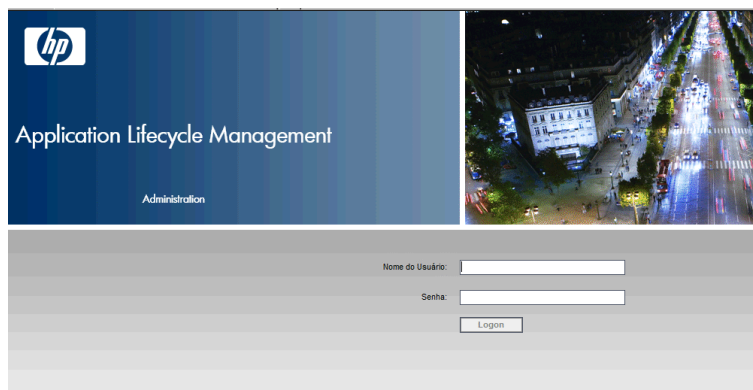 hp
Application Lifecycle Management
Administration
Nome do Usuário:
Senha:
Logon